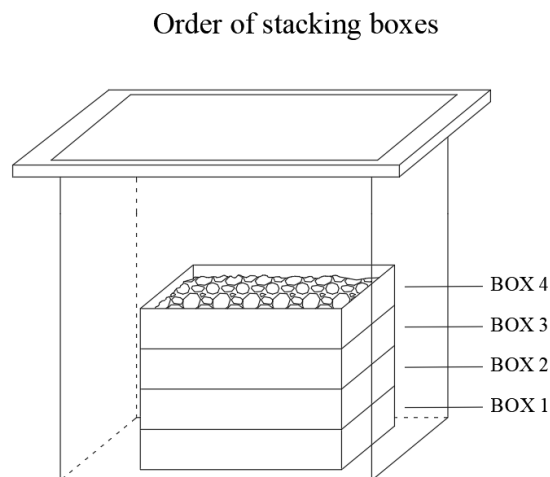 Order of stacking boxes
BOX 4
BOX 3
BOX 2
BOX 1